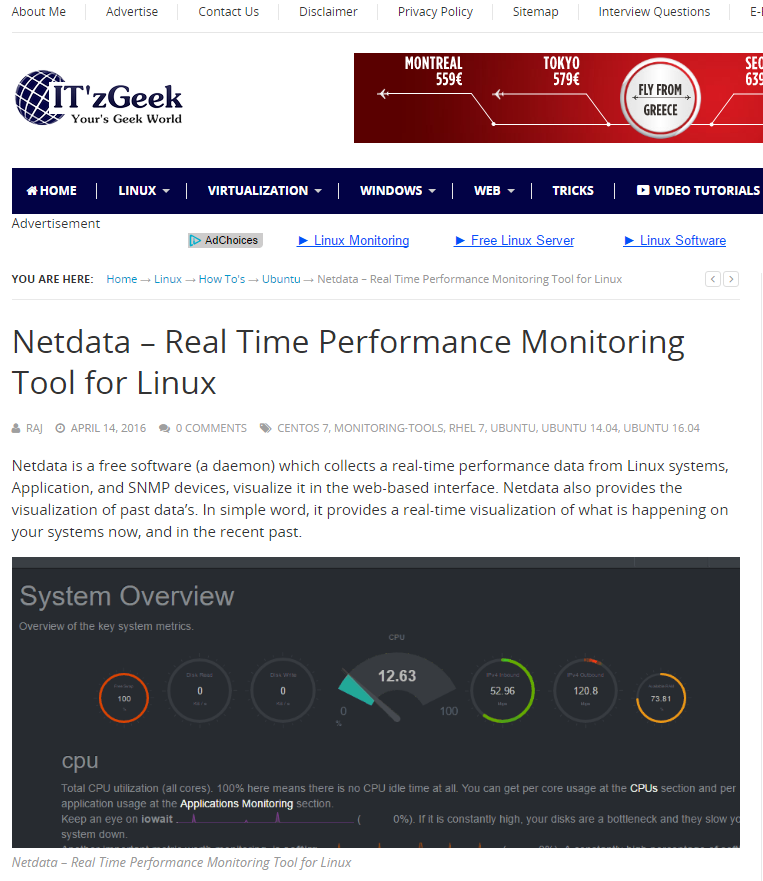 About Me Advertise Contact Us Disclaimer Privacy Policy Sitemap Interview Questions E-
MONTREAL 559€ TOKYO 579€ FLY FROM GREECE SEO 639
IT'zGeek
Your's Geek World
HOME LINUX VIRTUALIZATION WINDOWS WEB TRICKS VIDEO TUTORIALS
Advertisement
AdChoices ► Linux Monitoring ► Free Linux Server ► Linux Software
YOU ARE HERE: Home → Linux → How To's → Ubuntu → Netdata – Real Time Performance Monitoring Tool for Linux
Netdata – Real Time Performance Monitoring
Tool for Linux
RAJ APRIL 14, 2016 0 COMMENTS CENTOS 7, MONITORING-TOOLS, RHEL 7, UBUNTU, UBUNTU 14.04, UBUNTU 16.04
Netdata is a free software (a daemon) which collects a real-time performance data from Linux systems,
Application, and SNMP devices, visualize it in the web-based interface. Netdata also provides the
visualization of past data's. In simple word, it provides a real-time visualization of what is happening on
your systems now, and in the recent past.
System Overview
Overview of the key system metrics.
CPU
Disk Read Disk Write 12.63 IPv4 Inbound IPv4 Outbound
100 0 0 52.96 120.8 73.81
% 0 100
%
cpu
Total CPU utilization (all cores). 100% here means there is no CPU idle time at all. You can get per core usage at the CPUs section and per
application usage at the Applications Monitoring section.
Keep an eye on iowait ( 0%). If it is constantly high, your disks are a bottleneck and they slow yo
system down.
Netdata – Real Time Performance Monitoring Tool for Linux